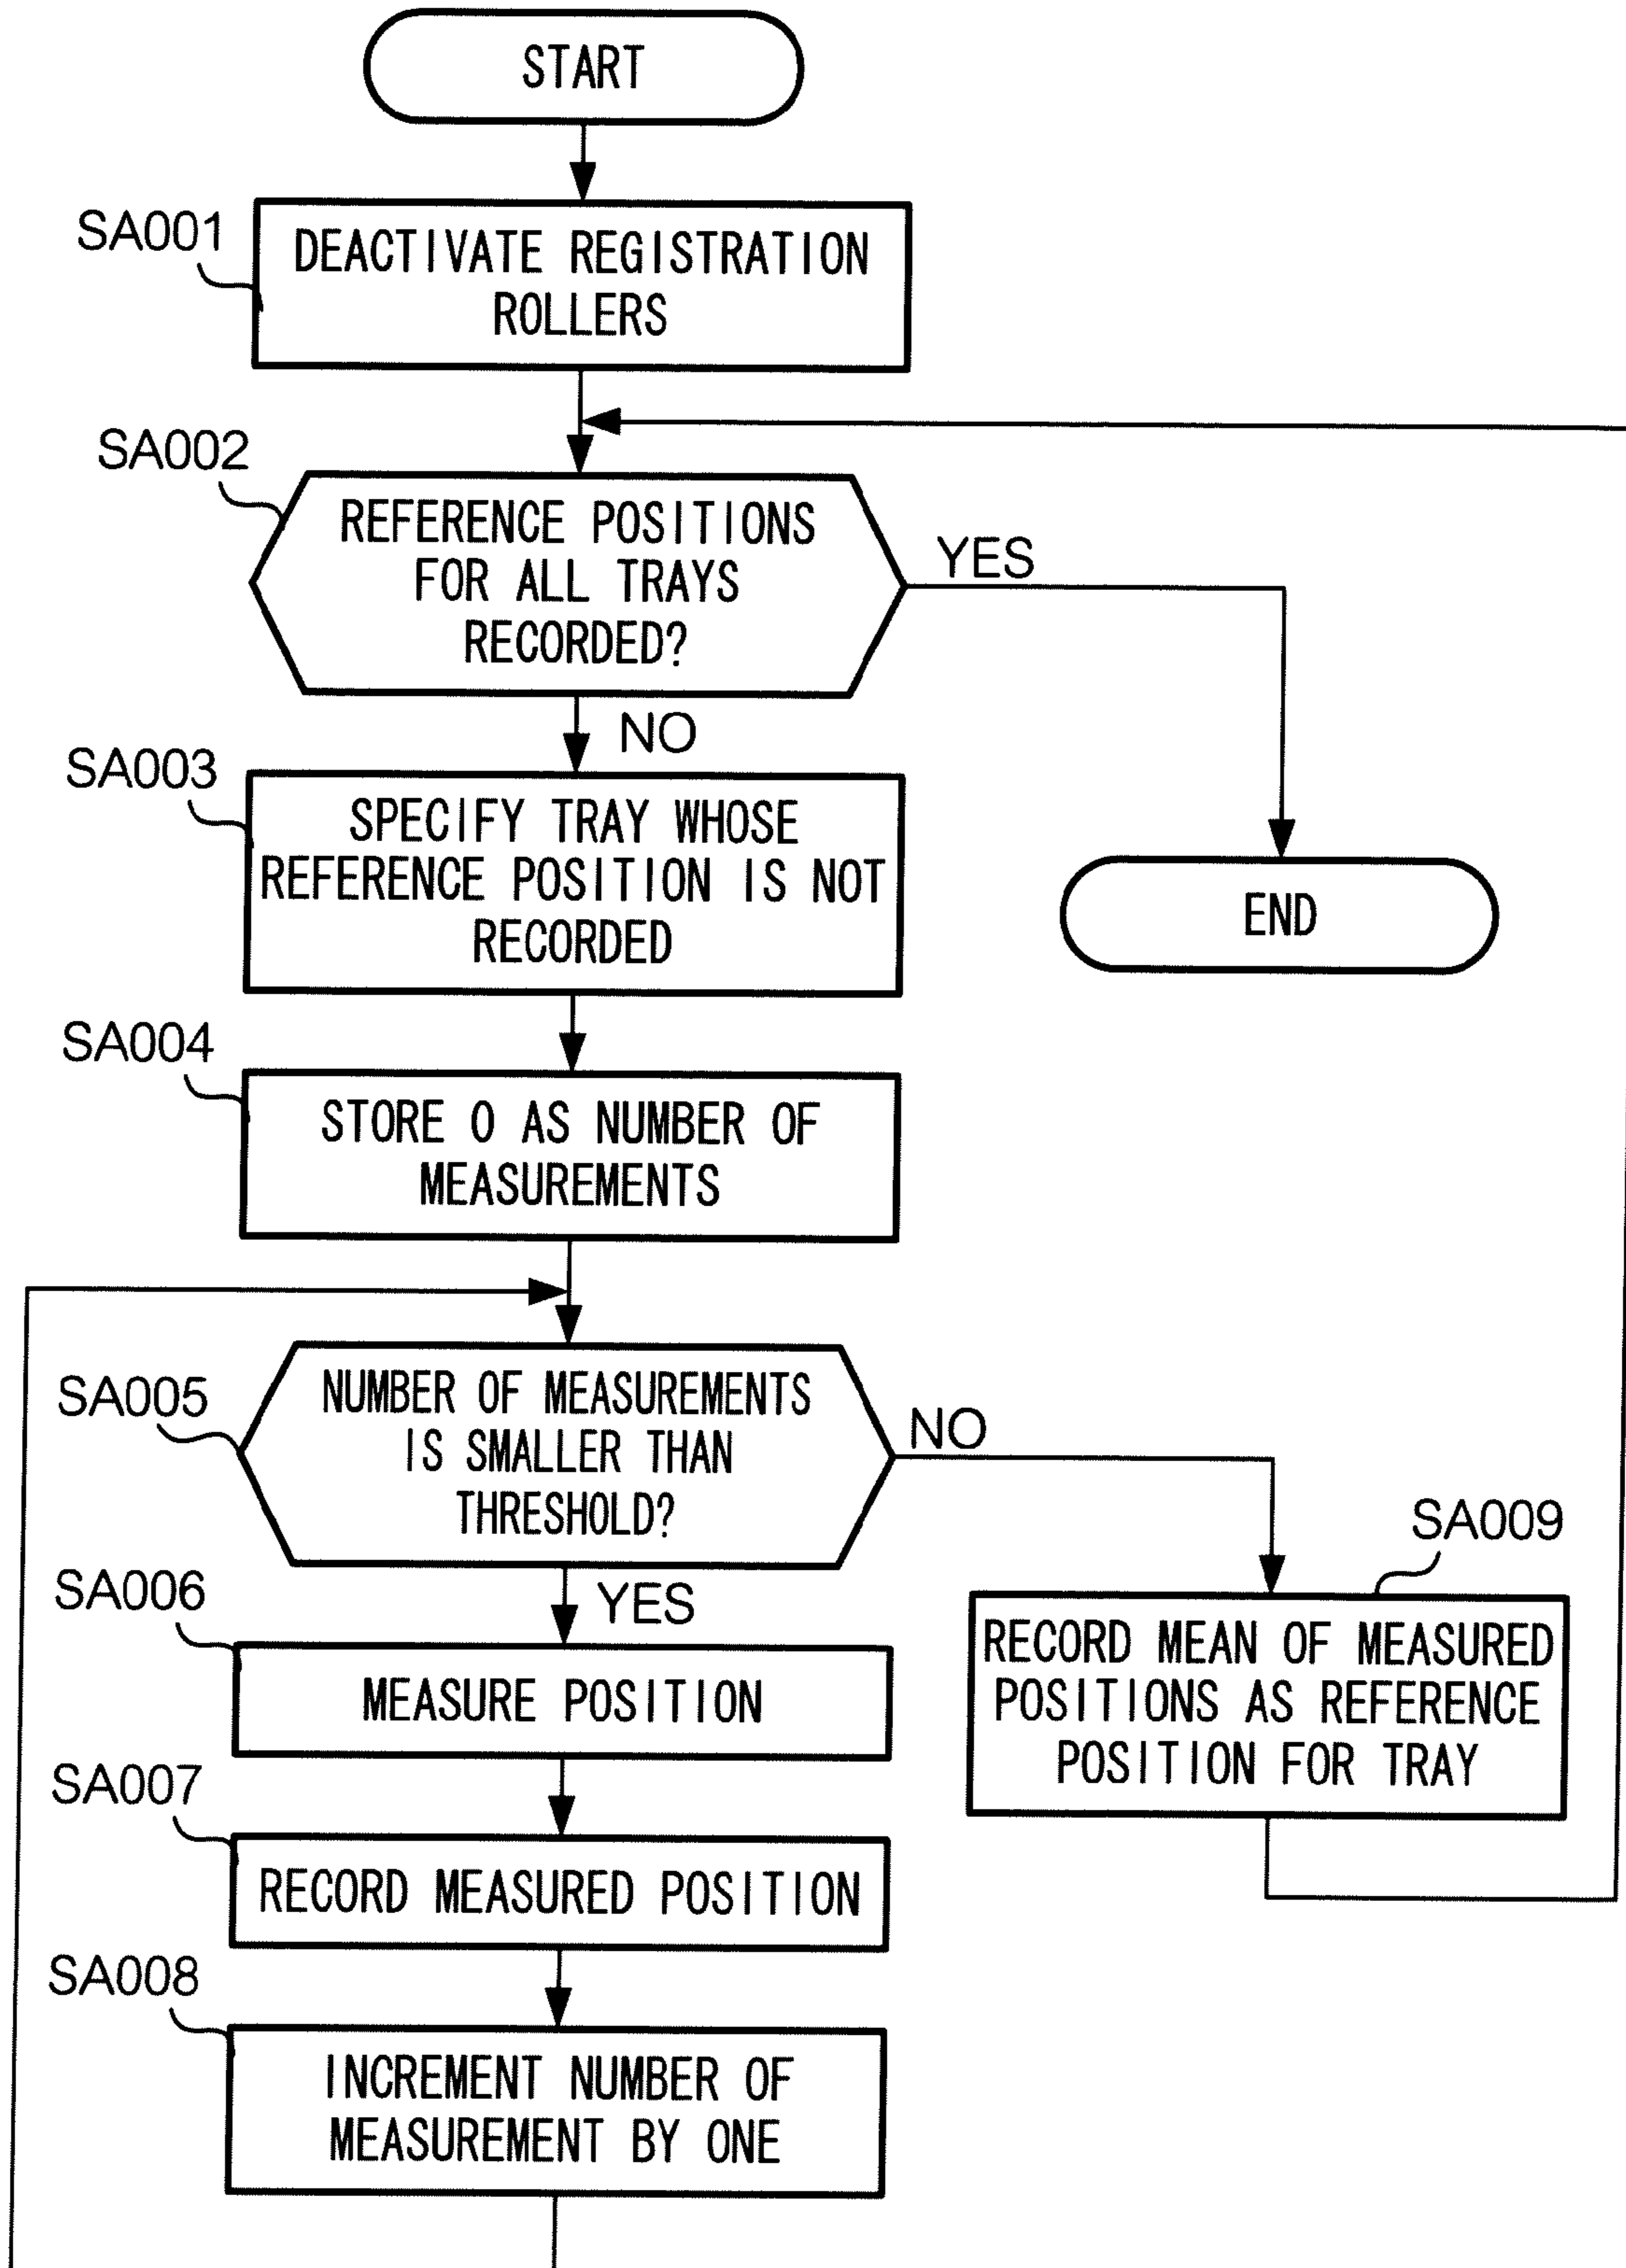 START
SA001
DEACTIVATE REGISTRATION
ROLLERS
SA002
REFERENCE POSITIONS
FOR ALL TRAYS
RECORDED?
YES
NO
SA003
SPECIFY TRAY WHOSE
REFERENCE POSITION IS NOT
RECORDED
END
SA004
STORE 0 AS NUMBER OF
MEASUREMENTS
SA005
NUMBER OF MEASUREMENTS
IS SMALLER THAN
THRESHOLD?
NO
YES
SA009
RECORD MEAN OF MEASURED
POSITIONS AS REFERENCE
POSITION FOR TRAY
SA006
MEASURE POSITION
SA007
RECORD MEASURED POSITION
SA008
INCREMENT NUMBER OF
MEASUREMENT BY ONE